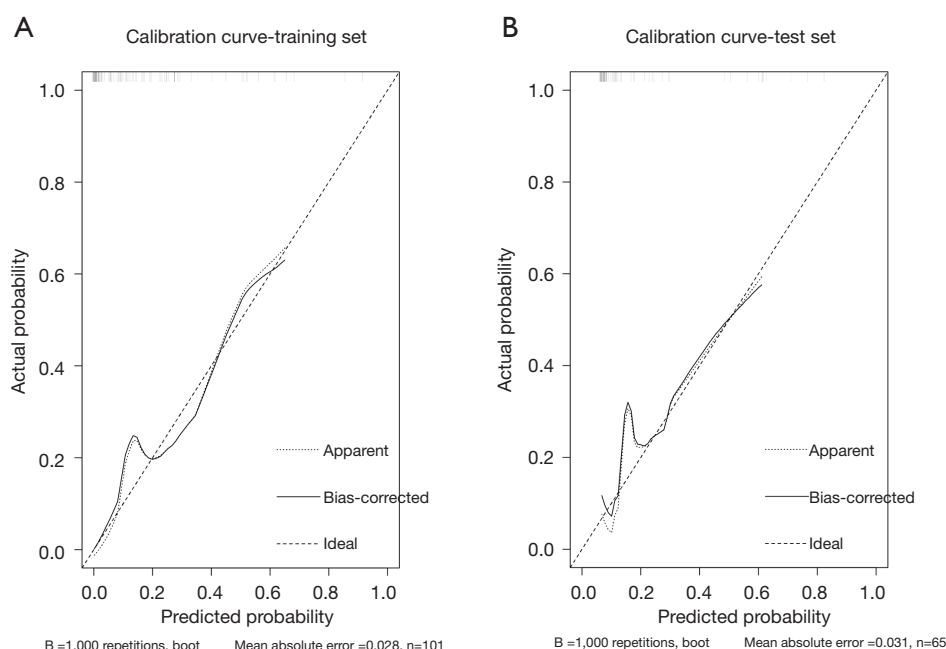 A
Calibration curve-training set
1.0
0.8
0.6
0.4
0.2
0.0
Actual probability
Apparent
Bias-corrected
Ideal
0.0 0.2 0.4 0.6 0.8 1.0
Predicted probability
B =1,000 repetitions, boot Mean absolute error =0.028, n=101
B
Calibration curve-test set
1.0
0.8
0.6
0.4
0.2
0.0
Actual probability
Apparent
Bias-corrected
Ideal
0.0 0.2 0.4 0.6 0.8 1.0
Predicted probability
B =1,000 repetitions, boot Mean absolute error =0.031, n=65